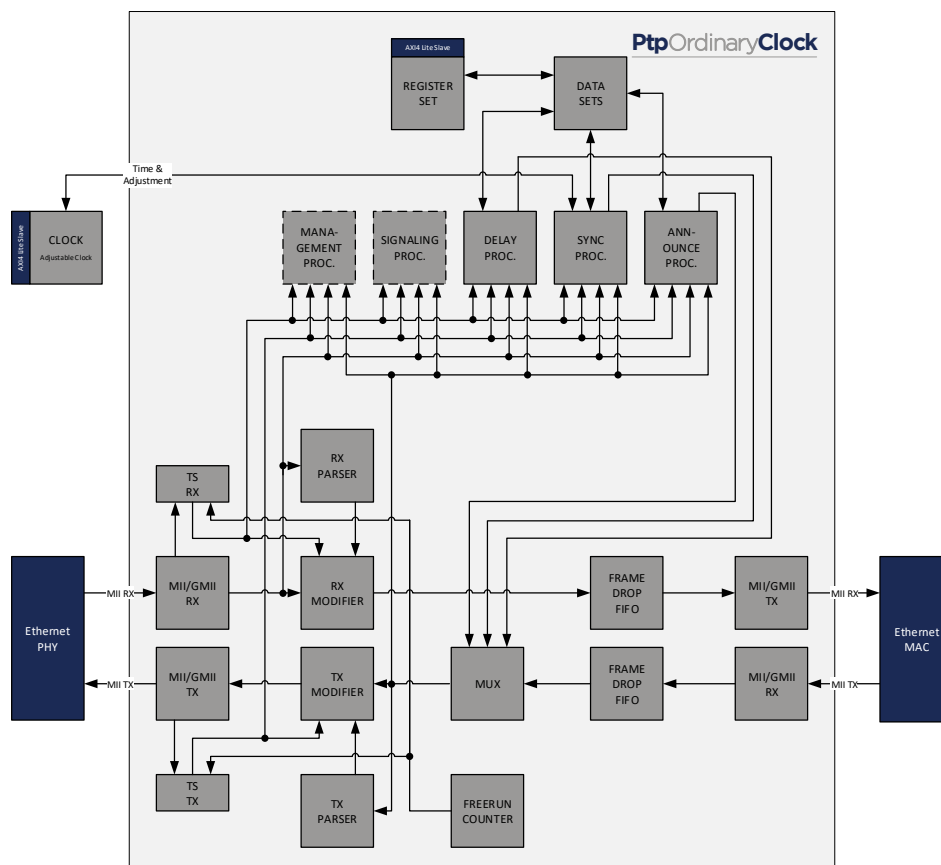 PtpOrdinaryClock
AXI4 Lite Slave
REGISTER
SET
DATA
SETS
Time &
Adjustment
AXI4 Lite Slave
CLOCK
Adjustable Clock
MANA-
GEMENT
PROC.
SIGNALING
PROC.
DELAY
PROC.
SYNC
PROC.
ANN-
OUNCE
PROC.
RX
PARSER
TS
RX
Ethernet
PHY
MII RX
MII/GMII
RX
RX
MODIFIER
FRAME
DROP
FIFO
MII/GMII
TX
MII RX
Ethernet
MAC
MII TX
MII/GMII
TX
TX
MODIFIER
MUX
FRAME
DROP
FIFO
MII/GMII
RX
MII TX
TS
TX
TX
PARSER
FREERUN
COUNTER